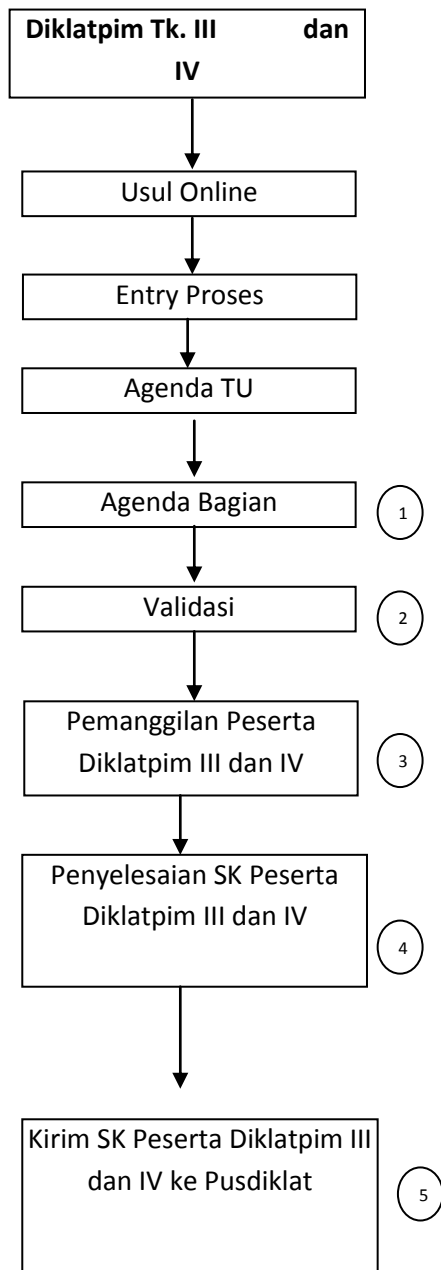 Diklatpim Tk. III dan
IV
Usul Online
Entry Proses
Agenda TU
Agenda Bagian
1
Validasi
2
Pemanggilan Peserta
Diklatpim III dan IV
3
Penyelesaian SK Peserta
Diklatpim III dan IV
4
Kirim SK Peserta Diklatpim III
dan IV ke Pusdiklat
5